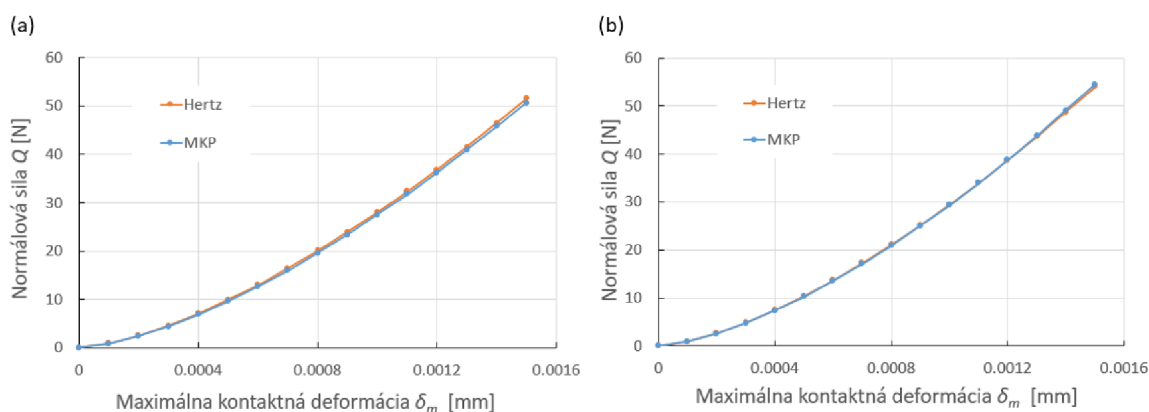 (a)
60
50
40
30
20
10
0
Normálová sila Q [N]
Hertz
MKP
0 0.0004 0.0008 0.0012 0.0016
Maximálna kontaktná deformácia δm [mm]
(b)
60
50
40
30
20
10
0
Normálová sila Q [N]
Hertz
MKP
0 0.0004 0.0008 0.0012 0.0016
Maximálna kontaktná deformácia δm [mm]